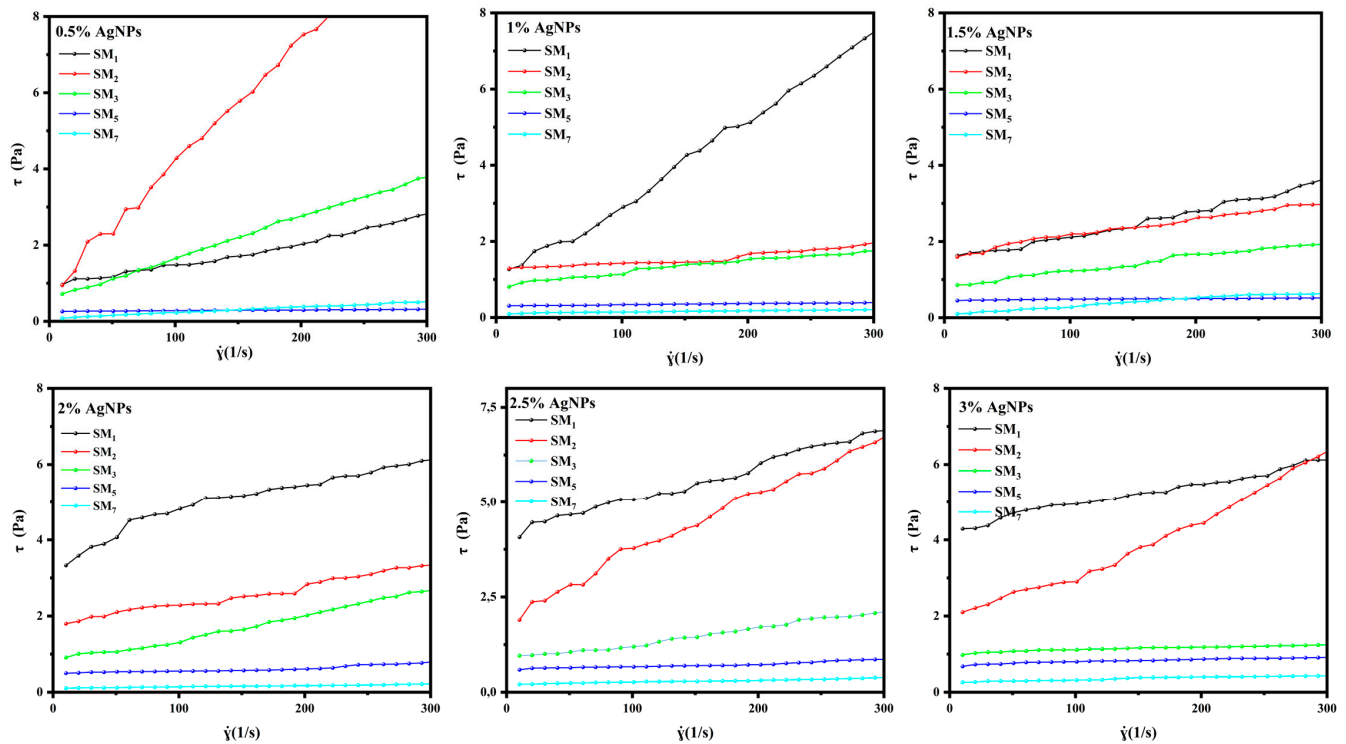 0.5% AgNPs
SM₁
SM₂
SM₃
SM₅
SM₇
8
6
4
2
0
τ (Pa)
0 100 200 300
γ̇(1/s)
1% AgNPs
SM₁
SM₂
SM₃
SM₅
SM₇
8
6
4
2
0
τ (Pa)
0 100 200 300
γ̇(1/s)
1.5% AgNPs
SM₁
SM₂
SM₃
SM₅
SM₇
8
6
4
2
0
τ (Pa)
0 100 200 300
γ̇(1/s)
2% AgNPs
SM₁
SM₂
SM₃
SM₅
SM₇
8
6
4
2
0
τ (Pa)
0 100 200 300
γ̇(1/s)
2.5% AgNPs
SM₁
SM₂
SM₃
SM₅
SM₇
7.5
5.0
2.5
0.0
τ (Pa)
0 100 200 300
γ̇(1/s)
3% AgNPs
SM₁
SM₂
SM₃
SM₅
SM₇
8
6
4
2
0
τ (Pa)
0 100 200 300
γ̇(1/s)